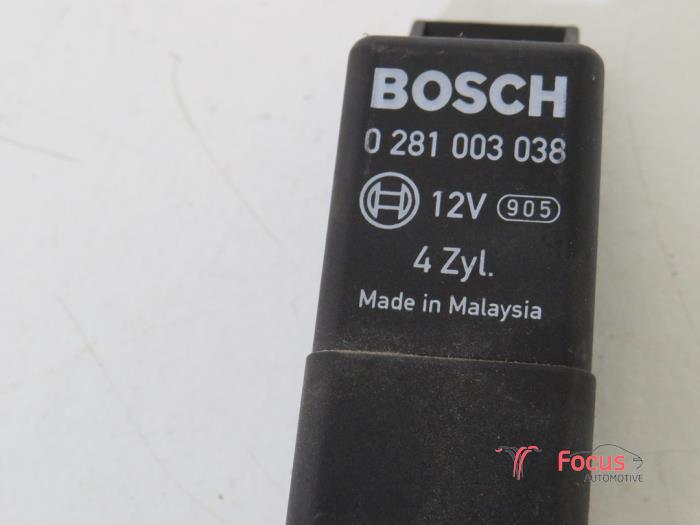 BOSCH
0 281 003 038
12V 905
4 Zyl.
Made in Malaysia
Focus
AUTOMOTIVE